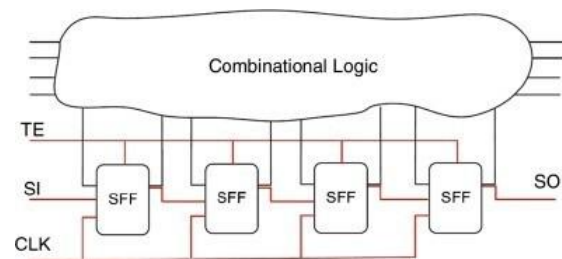 Combinational Logic
TE
SI
SFF
SFF
SFF
SFF
SO
CLK